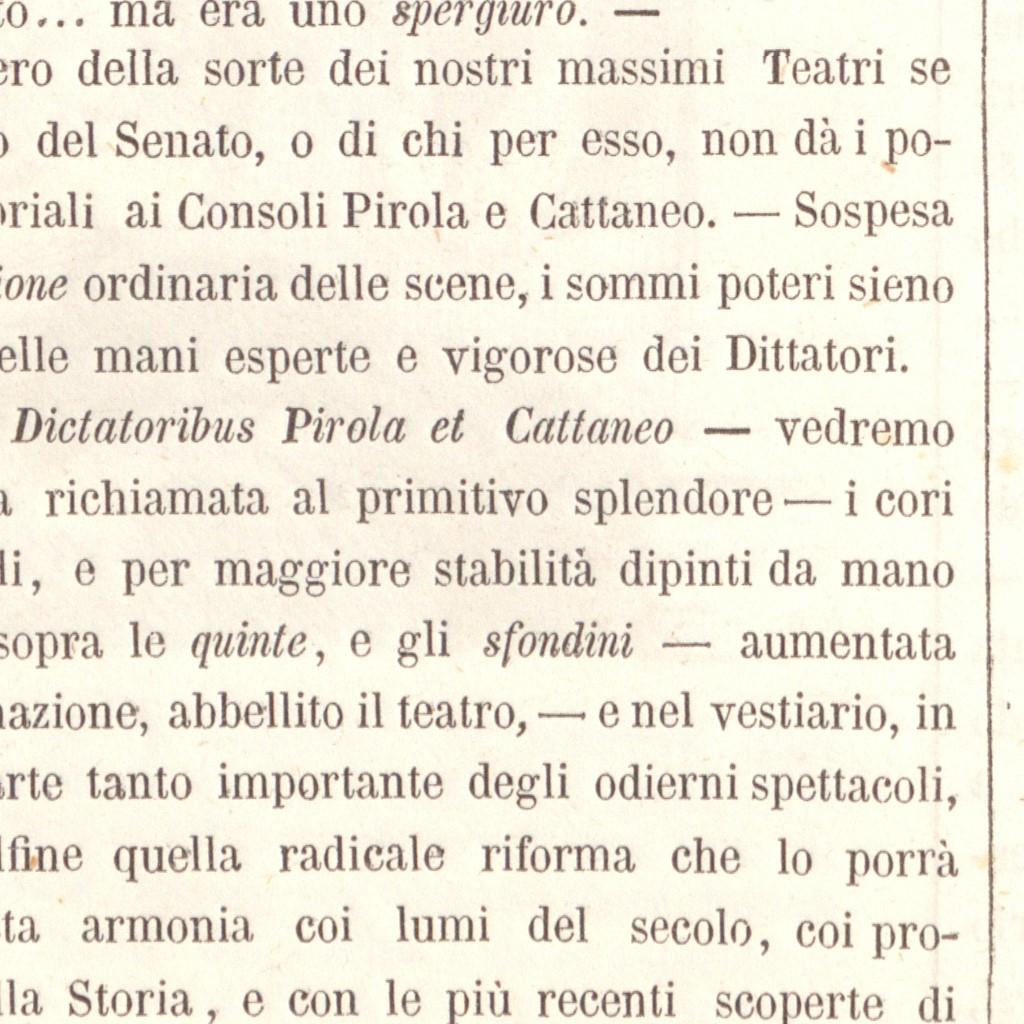 to... ma era uno spergiuro. —
ero della sorte dei nostri massimi Teatri se
o del Senato, o di chi per esso, non dà i po-
oriali ai Consoli Pirola e Cattaneo. — Sospesa
ione ordinaria delle scene, i sommi poteri sieno
elle mani esperte e vigorose dei Dittatori.
Dictatoribus Pirola et Cattaneo — vedremo
a richiamata al primitivo splendore — i cori
li, e per maggiore stabilità dipinti da mano
sopra le quinte, e gli sfondini — aumentata
nazione, abbellito il teatro, — e nel vestiario, in
arte tanto importante degli odierni spettacoli,
lfine quella radicale riforma che lo porrà
ta armonia coi lumi del secolo, coi pro-
lla Storia, e con le più recenti scoperte di